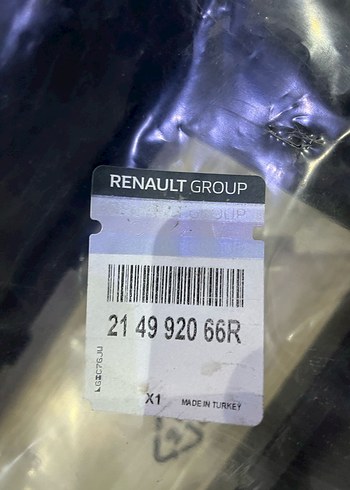 RENAULT GROUP
21 49 920 66R
X1
MADE IN TURKEY